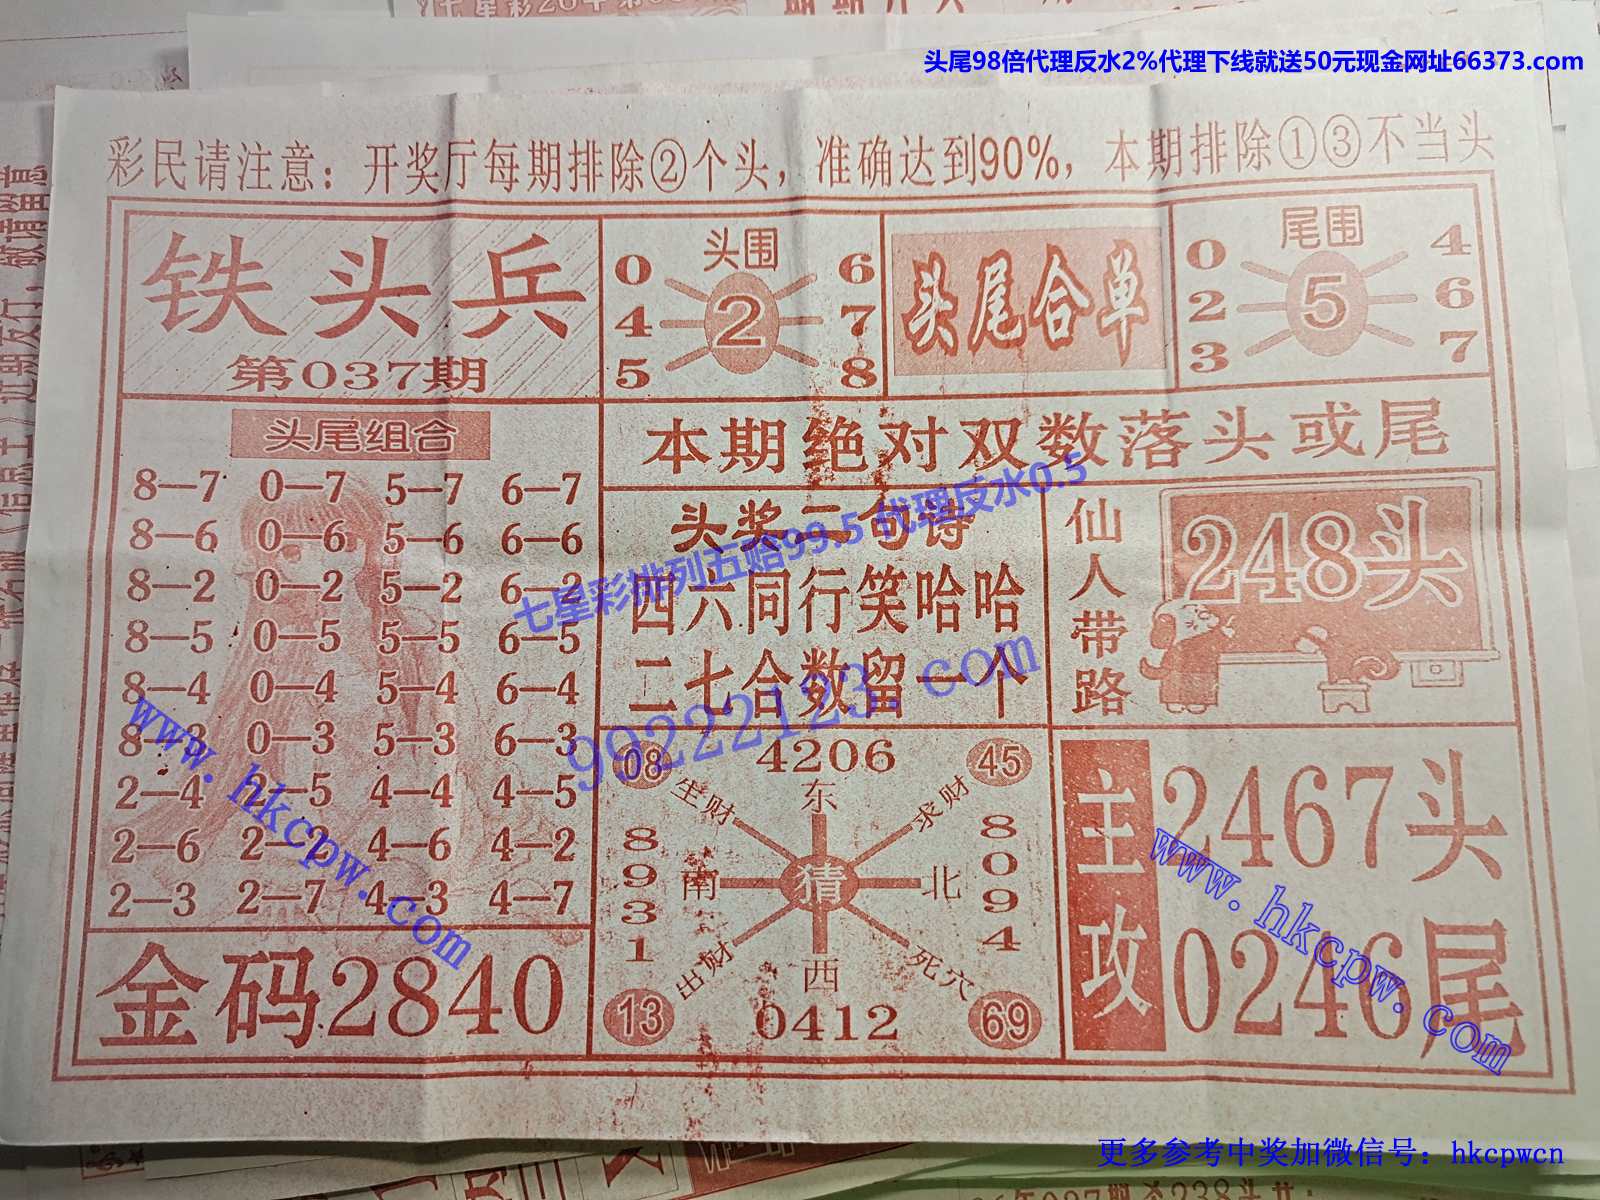 头尾98倍代理反水2%代理下线就送50元现金网址66373.com
彩民请注意：开奖厅每期排除②个头，准确达到90%，本期排除①③不当头
铁头兵
第037期
头围
0 6
4 2 7
5 8
头尾合单
尾围
0 4
2 5 6
3 7
头尾组合
8—7 0—7 5—7 6—7
8—6 0—6 5—6 6—6
8—2 0—2 5—2 6—2
8—5 0—5 5—5 6—5
8—4 0—4 5—4 6—4
8—3 0—3 5—3 6—3
2—4 2—5 4—4 4—5
2—6 2—2 4—6 4—2
2—3 2—7 4—3 4—7
金码2840
本期绝对双数落头或尾
头奖二句诗
四六同行笑哈哈
二七合数留一个
仙人带路
248头
08 4206 45
生财 东 求财
8931 南 猜 北 8094
出财 西 死穴
13 0412 69
主攻
2467头
0246尾
七星彩排列五赔99.5 代理反水0.5
99222123.com
www.hkcpw.com
www.hkcpw.com
更多参考中奖加微信号：hkcpwcn